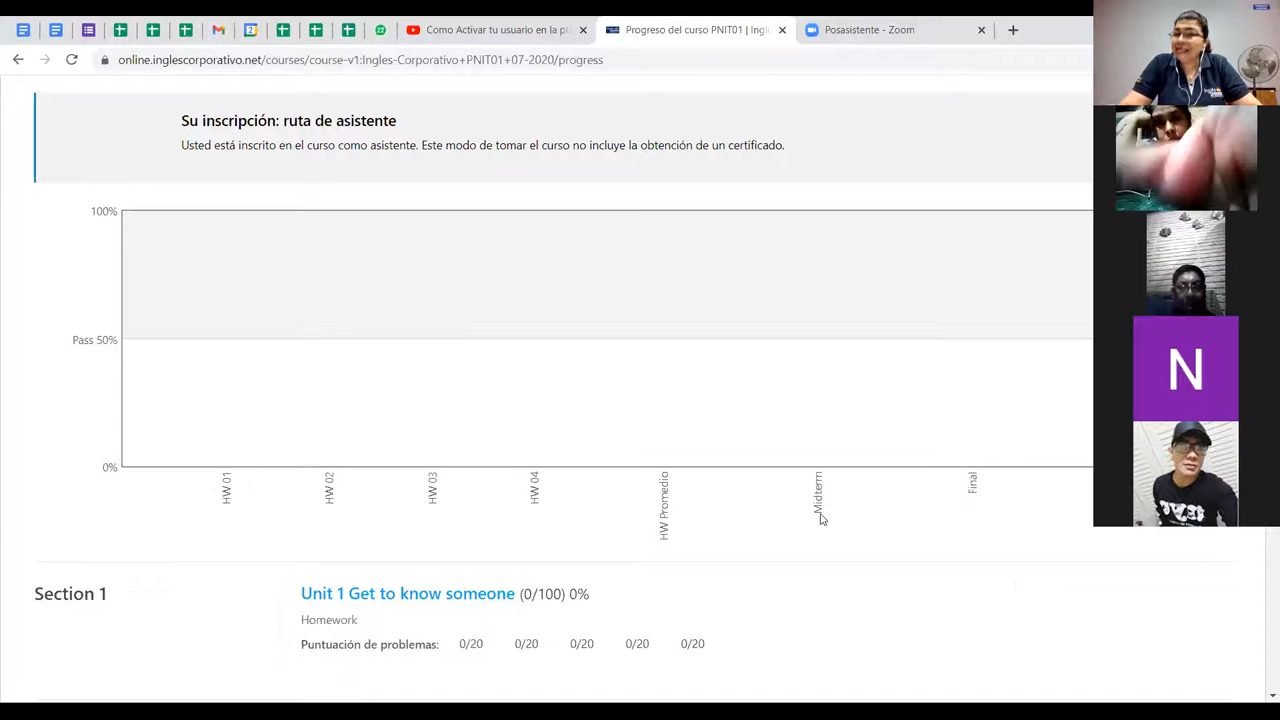 Como Activar tu usuario en la pl
Progreso del curso PNIT01 | Ingl
Posasistente - Zoom
online.inglescorporativo.net/courses/course-v1:Ingles-Corporativo+PNIT01+07-2020/progress
Su inscripción: ruta de asistente
Usted está inscrito en el curso como asistente. Este modo de tomar el curso no incluye la obtención de un certificado.
100%
Pass 50%
0%
HW 01
HW 02
HW 03
HW 04
HW Promedio
Midterm
Final
N
Section 1
Unit 1 Get to know someone (0/100) 0%
Homework
Puntuación de problemas: 0/20 0/20 0/20 0/20 0/20